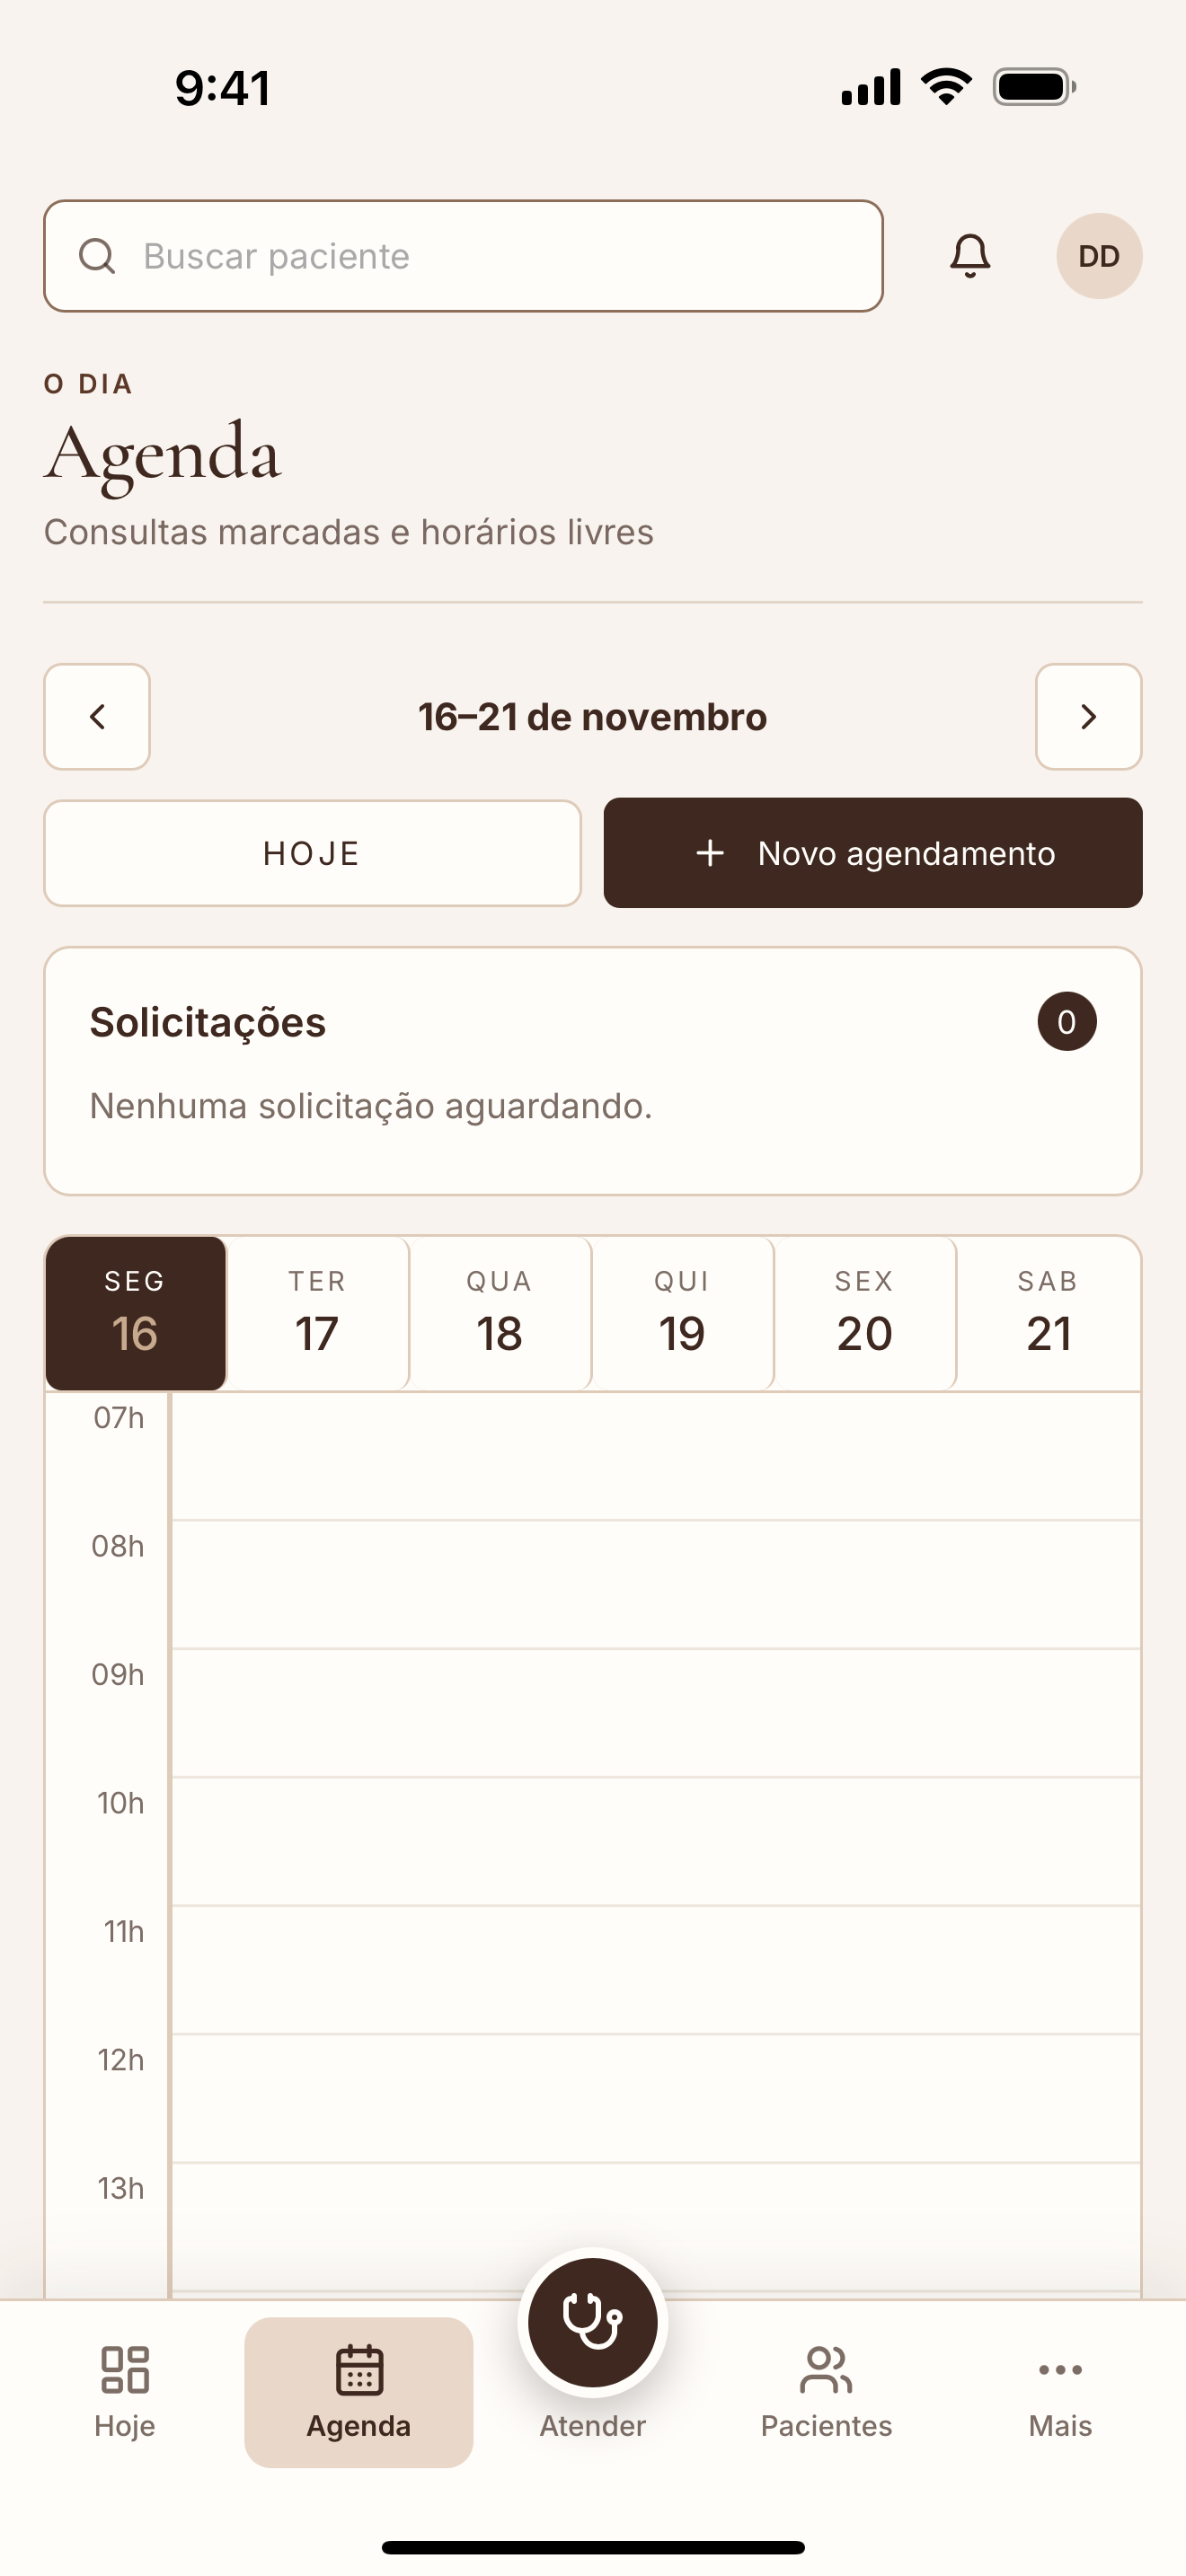 9:41
Buscar paciente
DD
O DIA
Agenda
Consultas marcadas e horários livres
16–21 de novembro
HOJE
Novo agendamento
Solicitações
0
Nenhuma solicitação aguardando.
SEG TER QUA QUI SEX SAB
16 17 18 19 20 21
07h
08h
09h
10h
11h
12h
13h
Hoje Agenda Atender Pacientes Mais